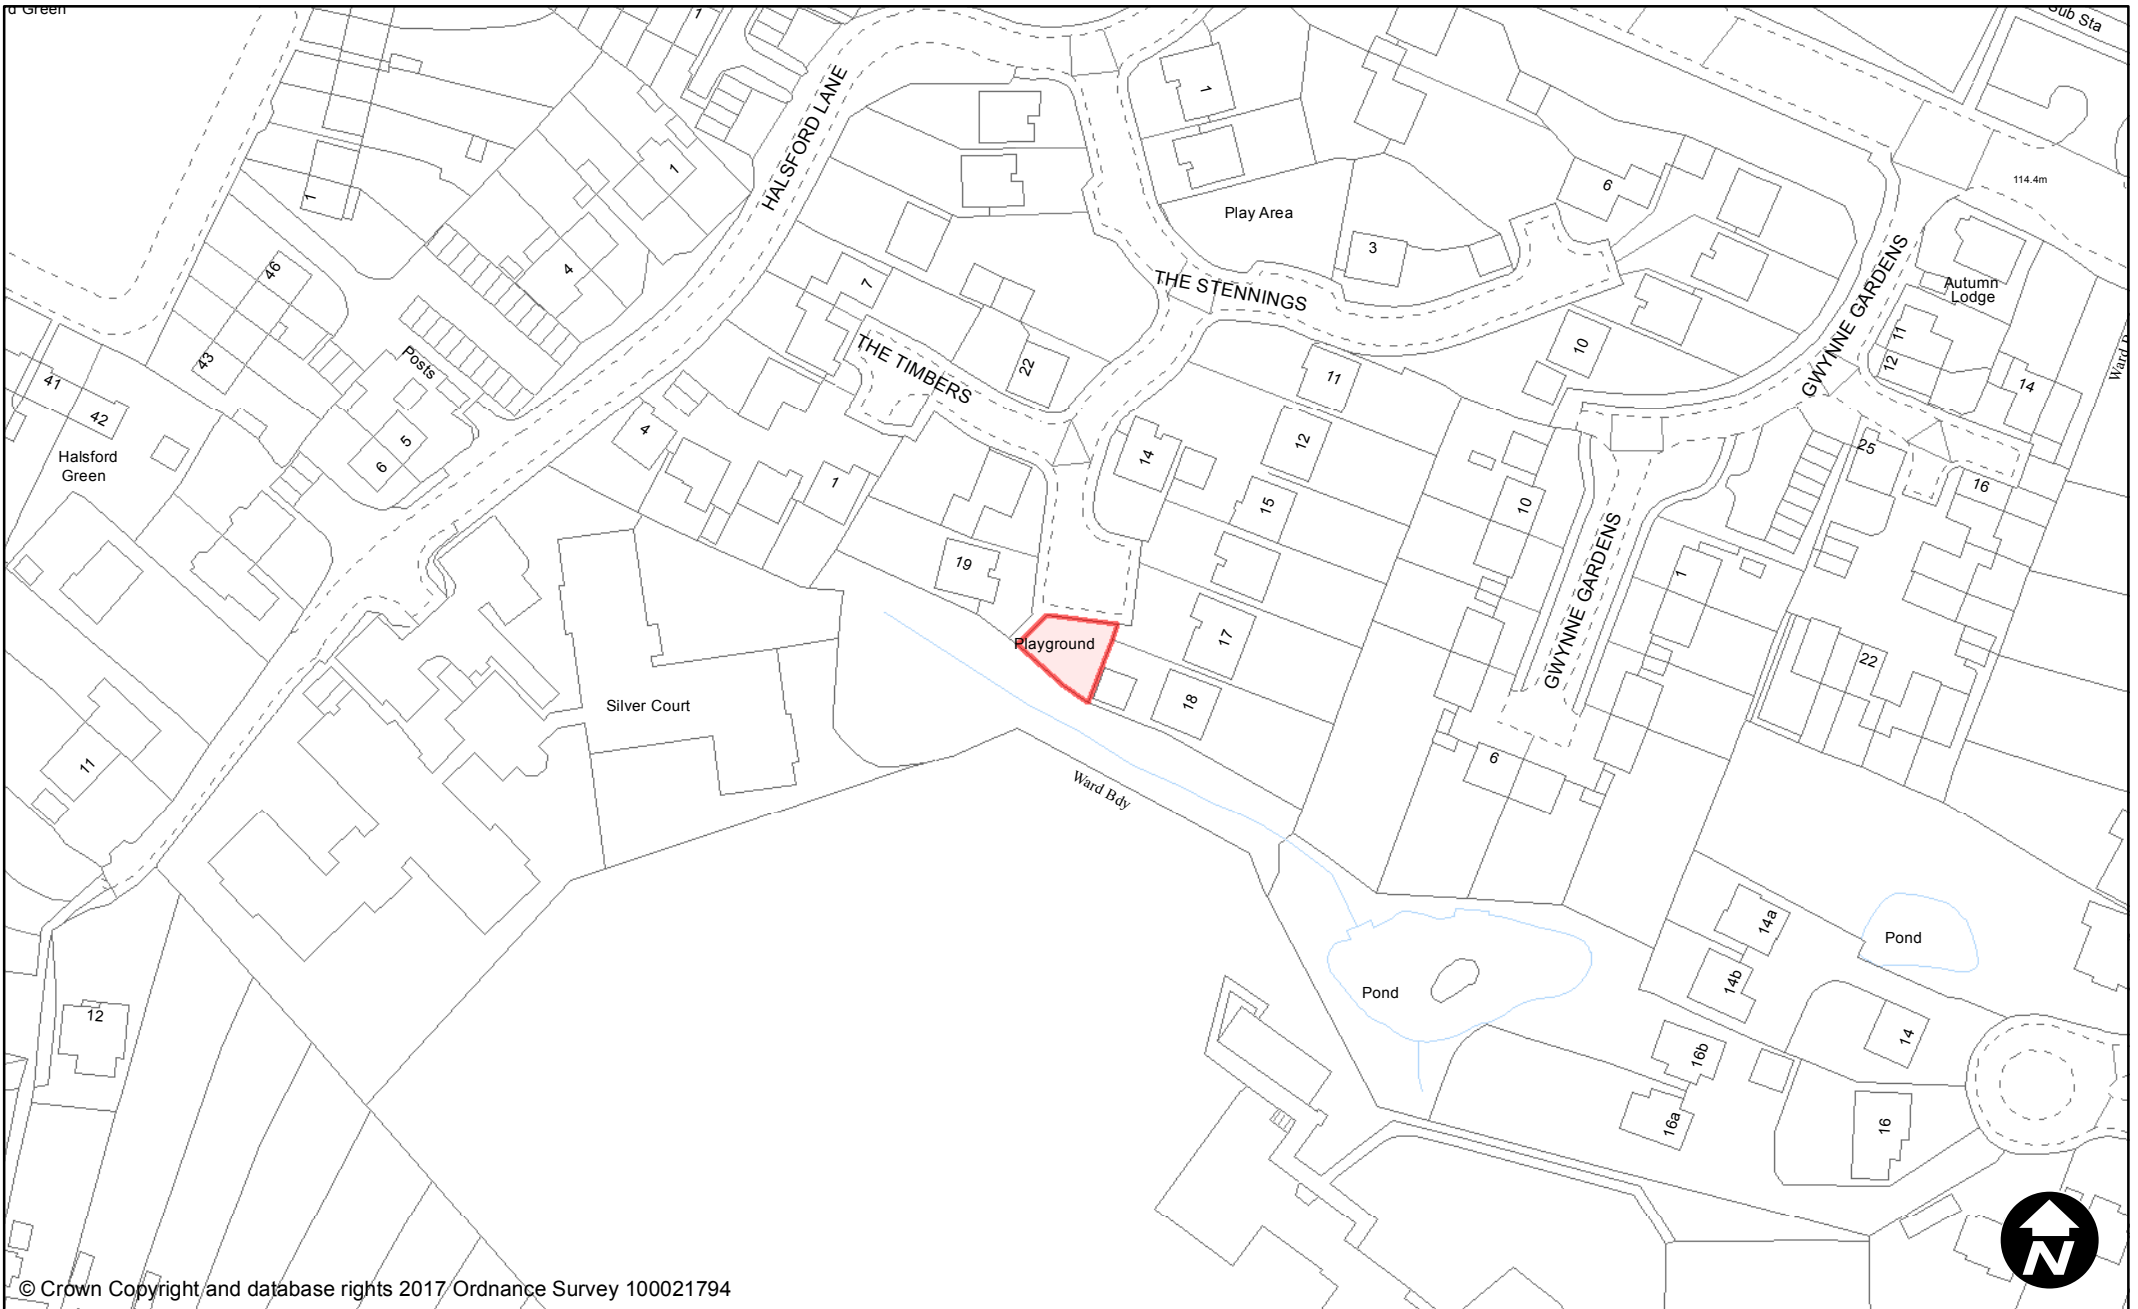 d Green
Sub Sta
1
HALSFORD LANE
1
1
1
6
114.4m
Play Area
3
46
4
7
THE STENNINGS
GWYNNE GARDENS
Autumn
Lodge
11
12
14
Posts
43
THE TIMBERS
22
11
10
41
42
5
6
4
14
12
25
Halsford
Green
1
15
10
16
GWYNNE GARDENS
19
1
Playground
17
22
Silver Court
18
11
6
Ward Bdy
14a
Pond
14b
Pond
12
14
16b
16a
16
N
© Crown Copyright and database rights 2017 Ordnance Survey 100021794